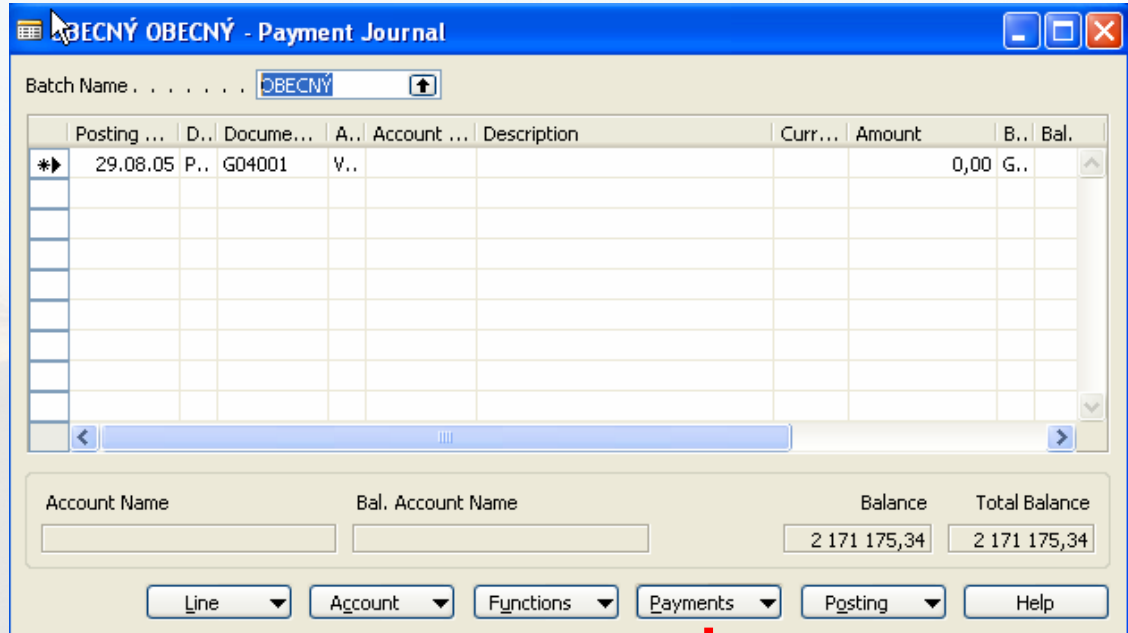 BECNÝ OBECNÝ - Payment Journal
Batch Name . . . . . . . OBECNÝ
Posting ... D.. Docume... A.. Account ... Description Curr... Amount B.. Bal.
29.08.05 P.. G04001 V.. 0,00 G..
Account Name Bal. Account Name Balance Total Balance
2 171 175,34 2 171 175,34
Line Account Functions Payments Posting Help